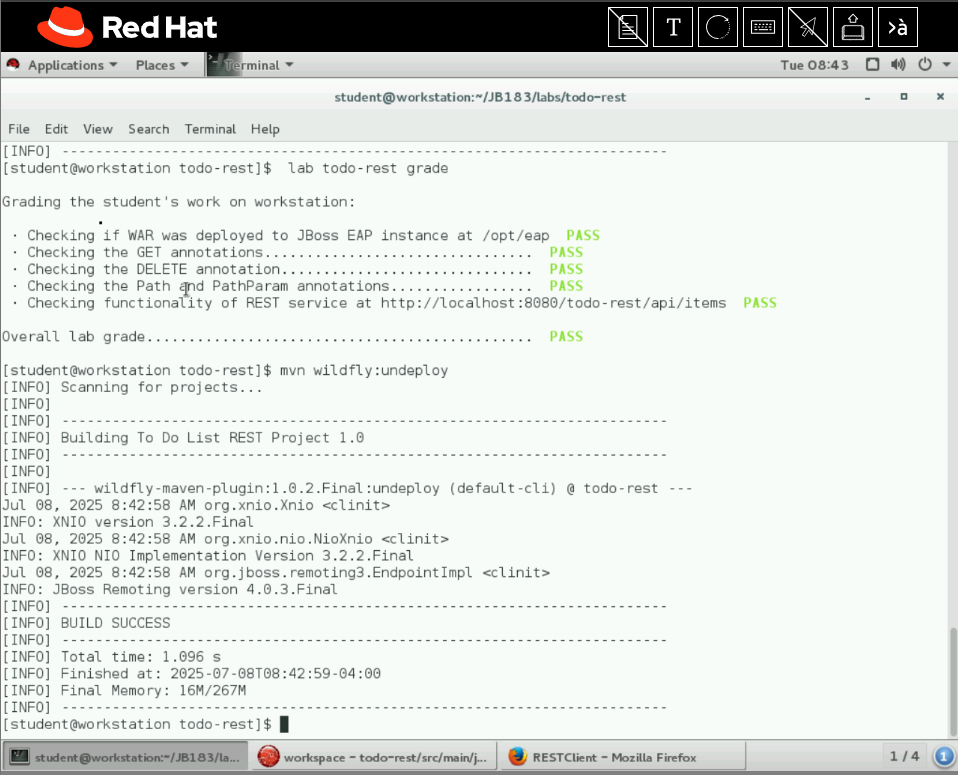 Red Hat
T
›à
Applications Places Terminal Tue 08:43
student@workstation:~/JB183/labs/todo-rest
File Edit View Search Terminal Help
[INFO] ------------------------------------------------------------------------
[student@workstation todo-rest]$  lab todo-rest grade
Grading the student's work on workstation:
· Checking if WAR was deployed to JBoss EAP instance at /opt/eap  PASS
· Checking the GET annotations................................  PASS
· Checking the DELETE annotation..............................  PASS
· Checking the Path and PathParam annotations.................  PASS
· Checking functionality of REST service at http://localhost:8080/todo-rest/api/items  PASS
Overall lab grade..............................................  PASS
[student@workstation todo-rest]$ mvn wildfly:undeploy
[INFO] Scanning for projects...
[INFO]
[INFO] ------------------------------------------------------------------------
[INFO] Building To Do List REST Project 1.0
[INFO] ------------------------------------------------------------------------
[INFO]
[INFO] --- wildfly-maven-plugin:1.0.2.Final:undeploy (default-cli) @ todo-rest ---
Jul 08, 2025 8:42:58 AM org.xnio.Xnio <clinit>
INFO: XNIO version 3.2.2.Final
Jul 08, 2025 8:42:58 AM org.xnio.nio.NioXnio <clinit>
INFO: XNIO NIO Implementation Version 3.2.2.Final
Jul 08, 2025 8:42:58 AM org.jboss.remoting3.EndpointImpl <clinit>
INFO: JBoss Remoting version 4.0.3.Final
[INFO] ------------------------------------------------------------------------
[INFO] BUILD SUCCESS
[INFO] ------------------------------------------------------------------------
[INFO] Total time: 1.096 s
[INFO] Finished at: 2025-07-08T08:42:59-04:00
[INFO] Final Memory: 16M/267M
[INFO] ------------------------------------------------------------------------
[student@workstation todo-rest]$
student@workstation:~/JB183/la... workspace - todo-rest/src/main/j... RESTClient - Mozilla Firefox 1 / 4 1